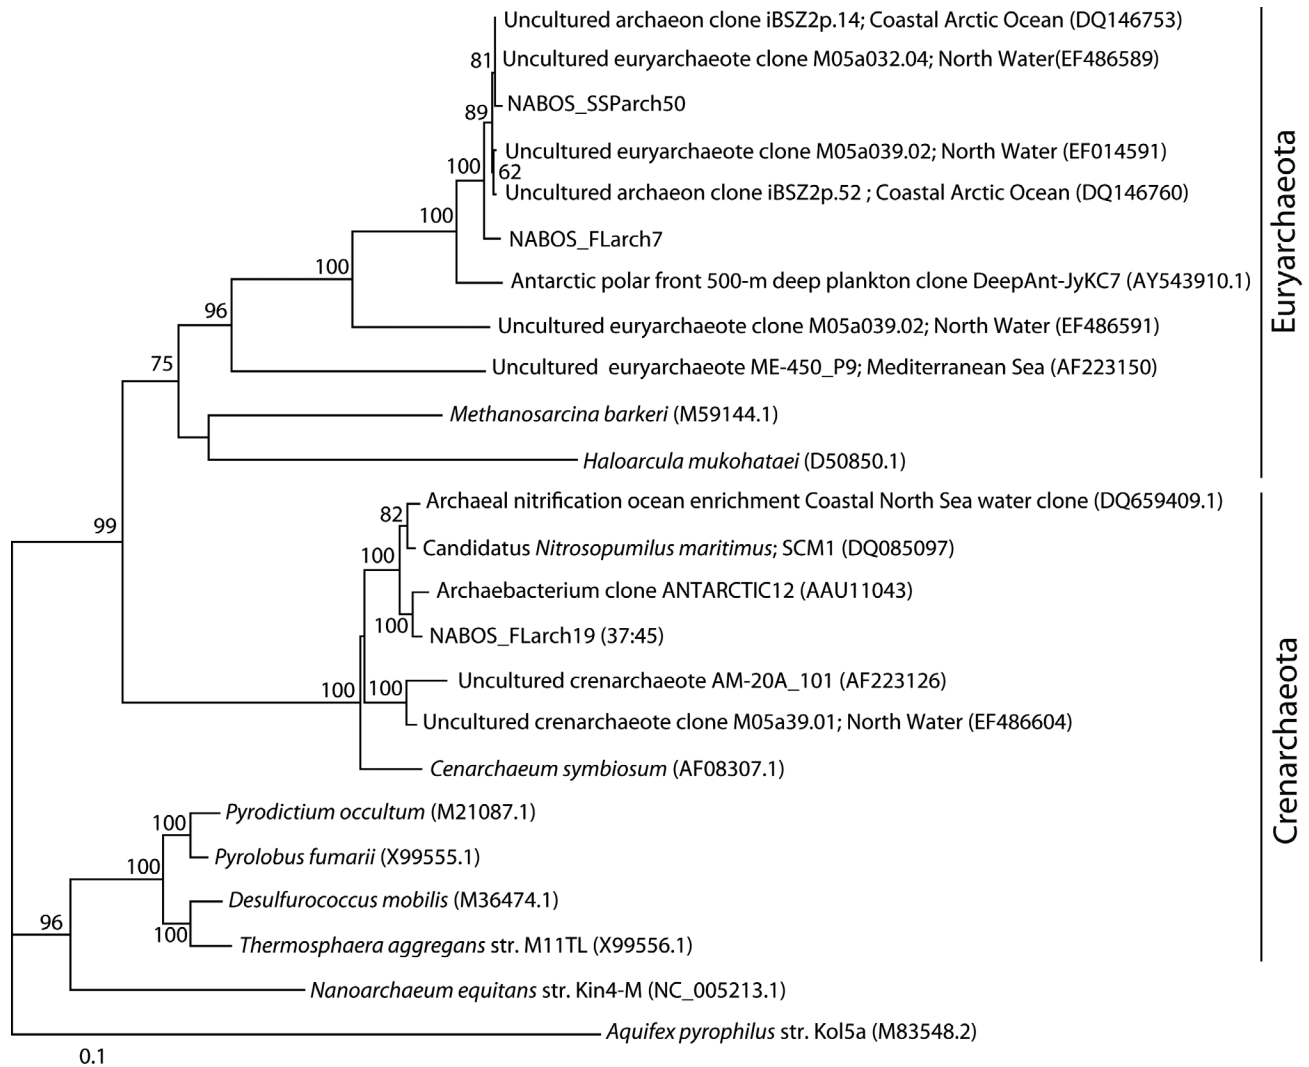 Uncultured archaeon clone iBSZ2p.14; Coastal Arctic Ocean (DQ146753)
81
Uncultured euryarchaeote clone M05a032.04; North Water(EF486589)
NABOS_SSParch50
89
Uncultured euryarchaeote clone M05a039.02; North Water (EF014591)
100
62
Uncultured archaeon clone iBSZ2p.52 ; Coastal Arctic Ocean (DQ146760)
100
NABOS_FLarch7
100
Antarctic polar front 500-m deep plankton clone DeepAnt-JyKC7 (AY543910.1)
96
Uncultured euryarchaeote clone M05a039.02; North Water (EF486591)
75
Uncultured  euryarchaeote ME-450_P9; Mediterranean Sea (AF223150)
Methanosarcina barkeri (M59144.1)
Haloarcula mukohataei (D50850.1)
Euryarchaeota
Archaeal nitrification ocean enrichment Coastal North Sea water clone (DQ659409.1)
82
99
Candidatus Nitrosopumilus maritimus; SCM1 (DQ085097)
100
Archaebacterium clone ANTARCTIC12 (AAU11043)
100
NABOS_FLarch19 (37:45)
Uncultured crenarchaeote AM-20A_101 (AF223126)
100
100
Uncultured crenarchaeote clone M05a39.01; North Water (EF486604)
Cenarchaeum symbiosum (AF08307.1)
Crenarchaeota
Pyrodictium occultum (M21087.1)
100
Pyrolobus fumarii (X99555.1)
100
Desulfurococcus mobilis (M36474.1)
96
100
Thermosphaera aggregans str. M11TL (X99556.1)
Nanoarchaeum equitans str. Kin4-M (NC_005213.1)
Aquifex pyrophilus str. Kol5a (M83548.2)
0.1